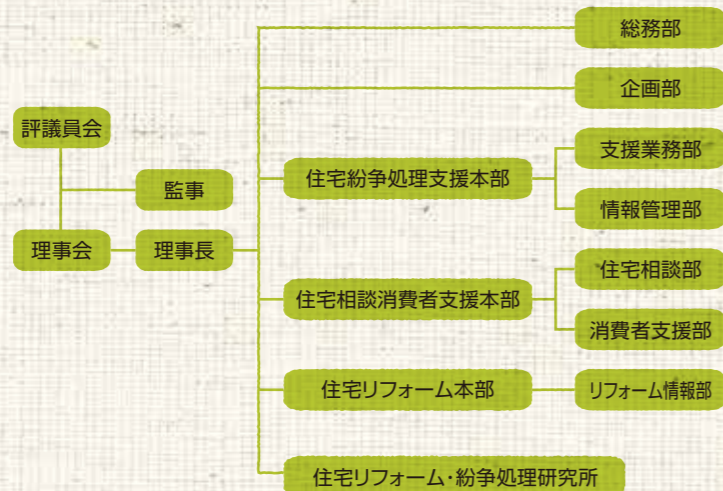 総務部
企画部
評議員会
監事
理事会
理事長
住宅紛争処理支援本部
支援業務部
情報管理部
住宅相談消費者支援本部
住宅相談部
消費者支援部
住宅リフォーム本部
リフォーム情報部
住宅リフォーム・紛争処理研究所